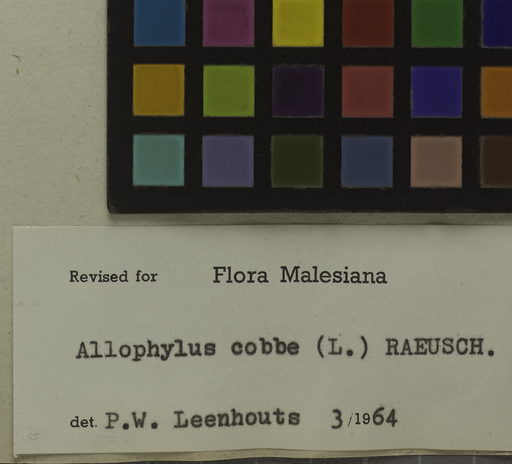 Revised for Flora Malesiana
Allophylus cobbe (L.) RAEUSCH.
det. P.W. Leenhouts 3/1964